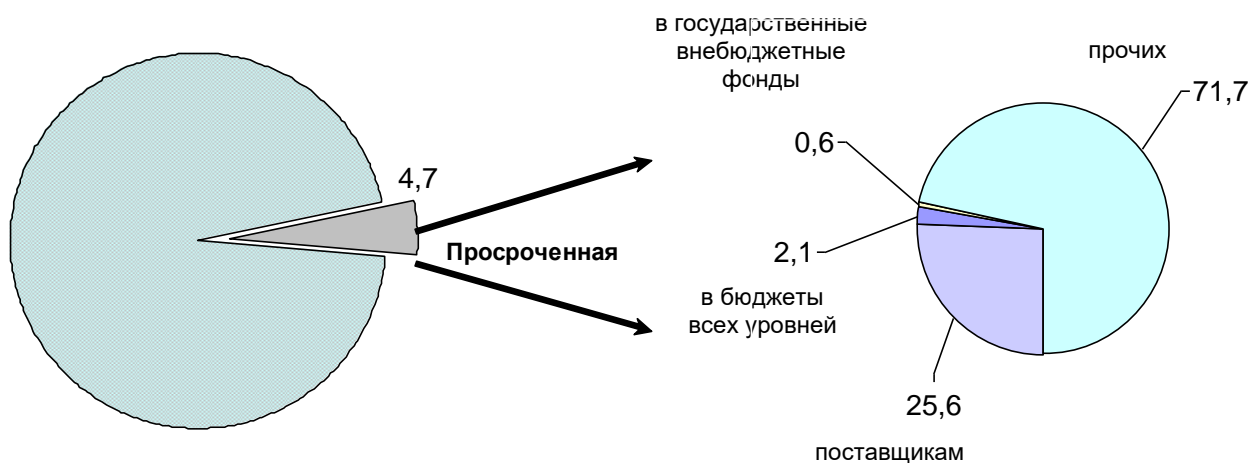 в государственные
внебюджетные
фонды
прочих
71,7
0,6
4,7
Просроченная
2,1
в бюджеты
всех уровней
25,6
поставщикам